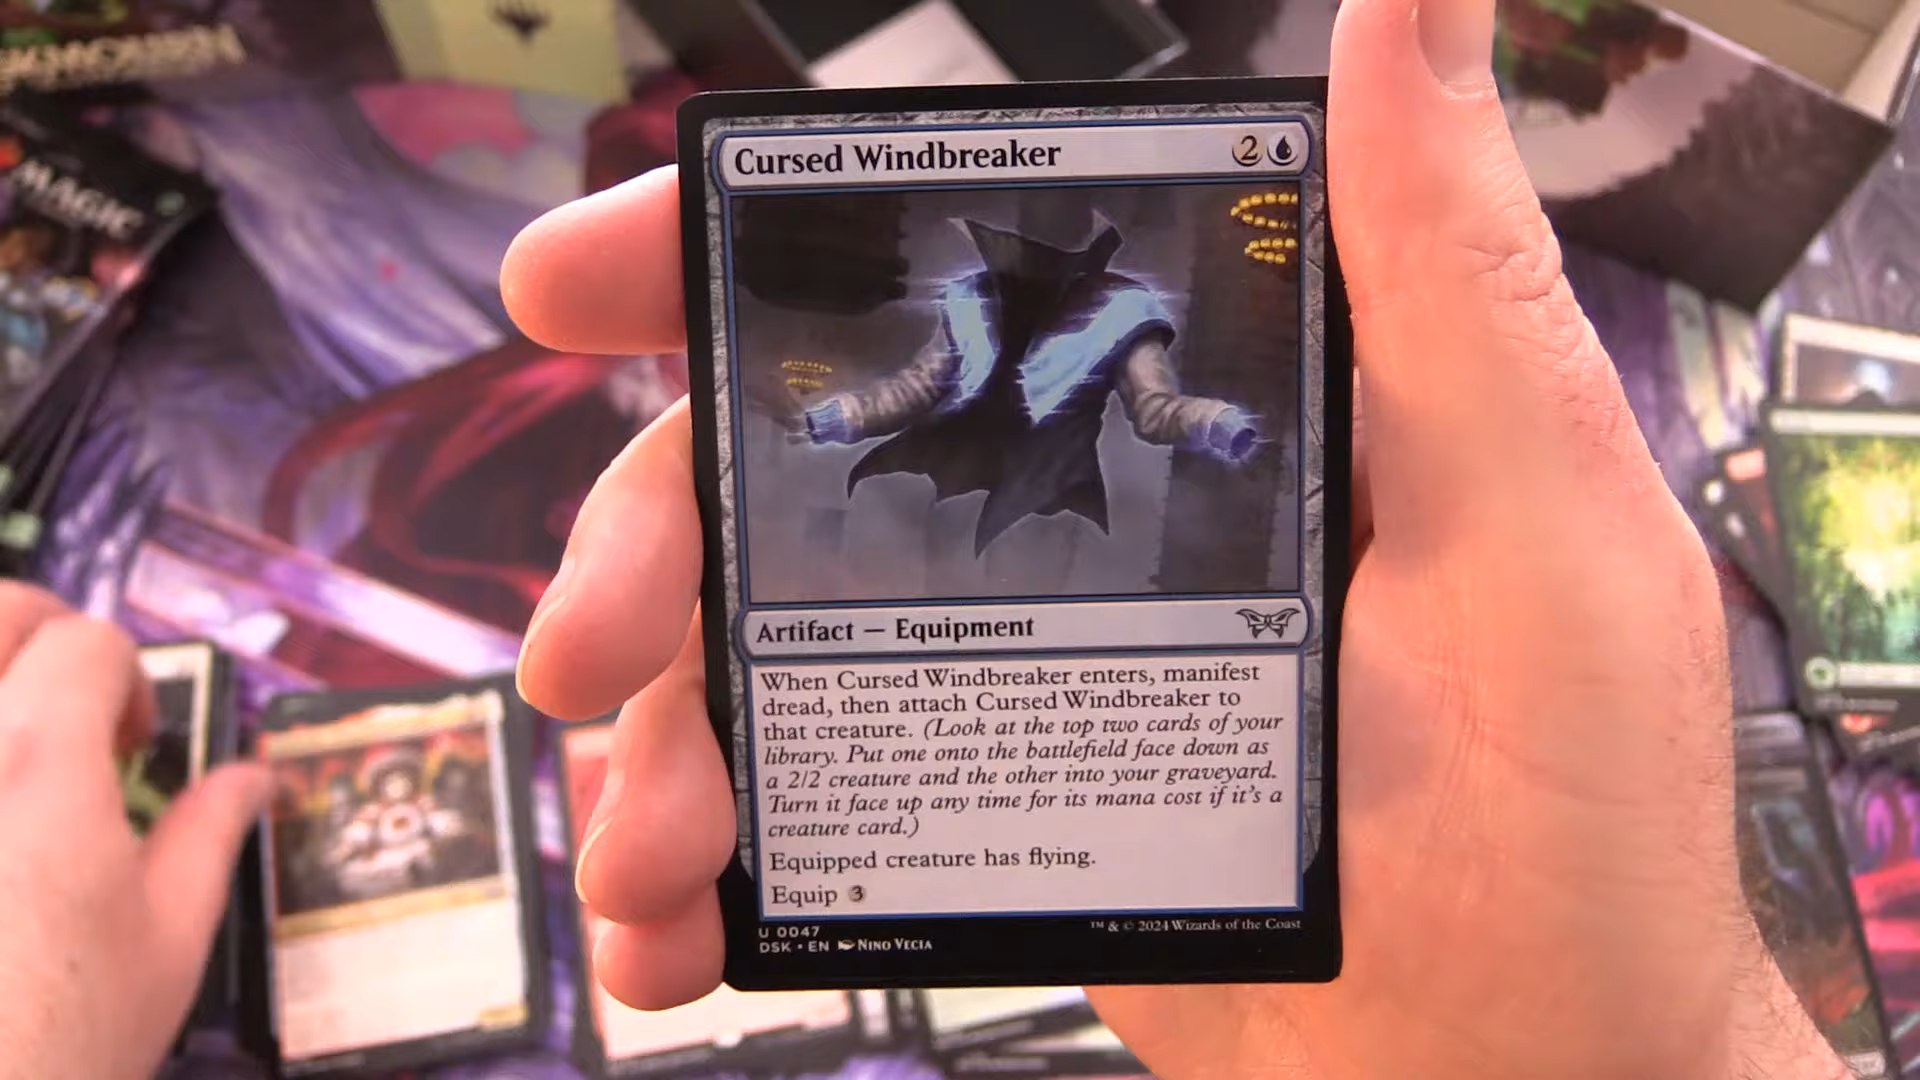 MAGIC
Cursed Windbreaker
2
Artifact — Equipment
When Cursed Windbreaker enters, manifest
dread, then attach Cursed Windbreaker to
that creature. (Look at the top two cards of your
library. Put one onto the battlefield face down as
a 2/2 creature and the other into your graveyard.
Turn it face up any time for its mana cost if it's a
creature card.)
Equipped creature has flying.
Equip 3
U 0047
DSK • EN NINO VECIA
™ & © 2024 Wizards of the Coast